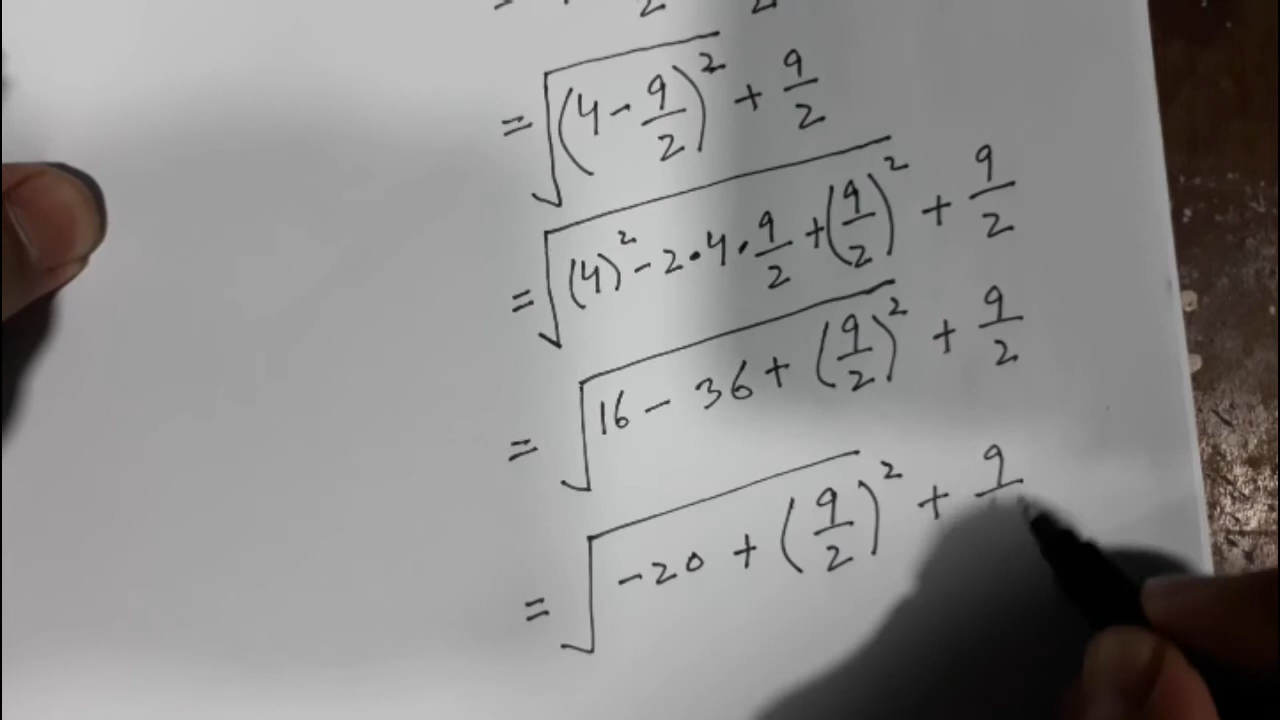 = √((4 - 9/2)²) + 9/2
= √((4)² - 2·4·9/2 + (9/2)²) + 9/2
= √(16 - 36 + (9/2)²) + 9/2
= √(-20 + (9/2)²) + 9/